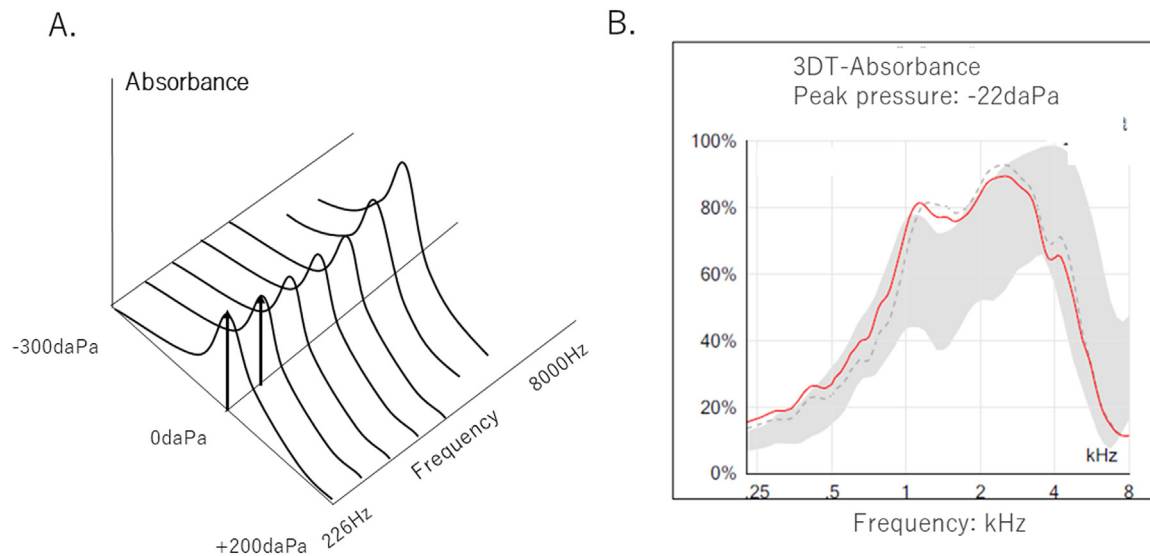 A.
Absorbance
-300daPa
0daPa
+200daPa
226Hz
Frequency
8000Hz
B.
3DT-Absorbance
Peak pressure: -22daPa
100%
80%
60%
40%
20%
0%
kHz
.25 .5 1 2 4 8
Frequency: kHz